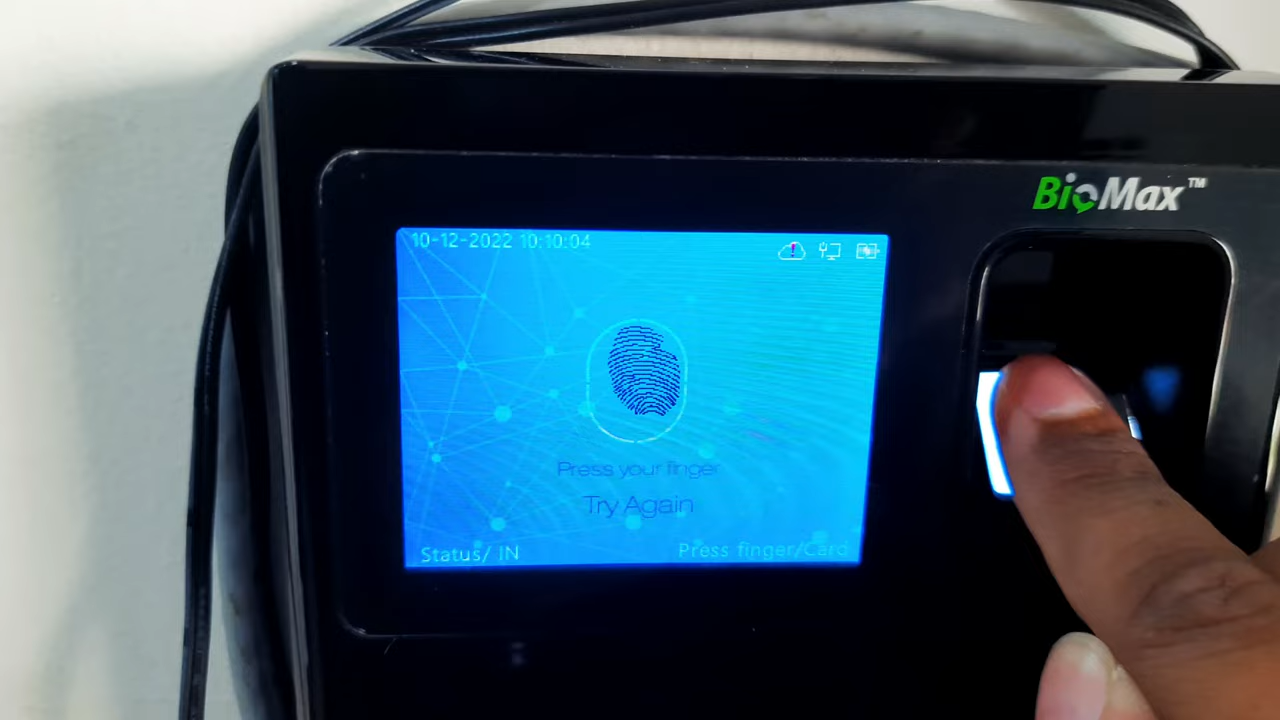 BioMax™
10-12-2022 10:10:04
Press your finger
Try Again
Status/ IN
Press finger/Card